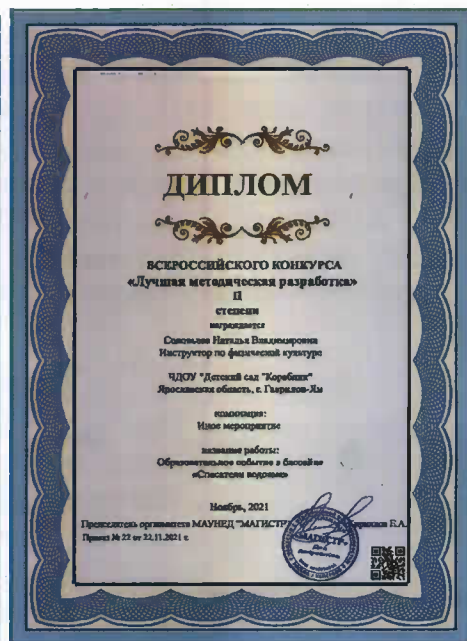 ДИПЛОМ
ВСЕРОССИЙСКОГО КОНКУРСА
«Лучшая методическая разработка»
II
степени
награждается
Соловьева Наталья Владимировна
Инструктор по физической культуре
ЧДОУ "Детский сад "Кораблик"
Ярославская область, г. Гаврилов-Ям
номинация:
Иное мероприятие
название работы:
Образовательное событие в бассейне
«Спасатели водоема»
Ноябрь, 2021
Председатель оргкомитета МАУНЕД "МАГИСТР" Е.А.
Приказ № 22 от 22.11.2021 г.
"МАГИСТР"